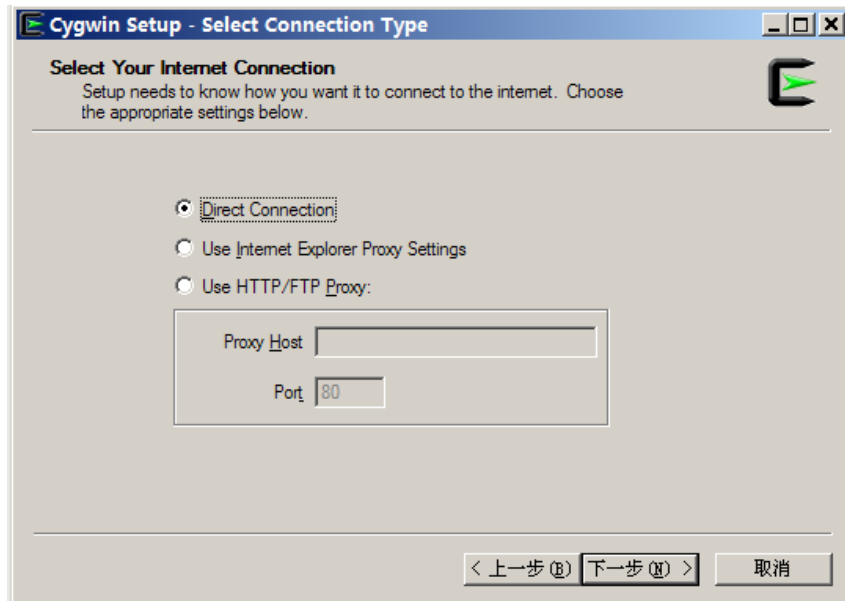 Cygwin Setup - Select Connection Type
Select Your Internet Connection
Setup needs to know how you want it to connect to the internet. Choose
the appropriate settings below.
Direct Connection
Use Internet Explorer Proxy Settings
Use HTTP/FTP Proxy:
Proxy Host
Port 80
< 上一步(B) 下一步(N) > 取消